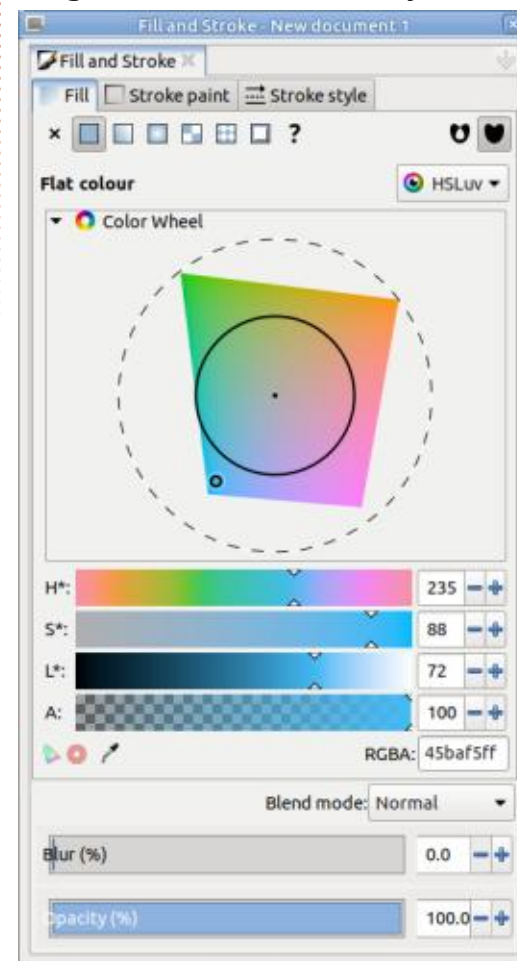 Fill and Stroke - New document 1
Fill and Stroke
Fill Stroke paint Stroke style
?
Flat colour HSLuv
Color Wheel
H*: 235
S*: 88
L*: 72
A: 100
RGBA: 45baf5ff
Blend mode: Normal
Blur (%) 0.0
Opacity (%) 100.0